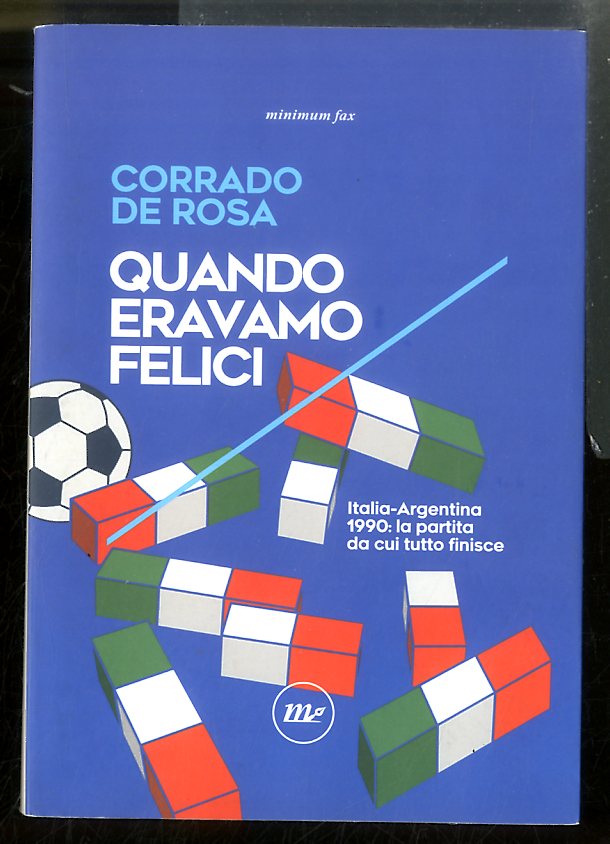 minimum fax
CORRADO
DE ROSA
QUANDO
ERAVAMO
FELICI
Italia-Argentina
1990: la partita
da cui tutto finisce
m